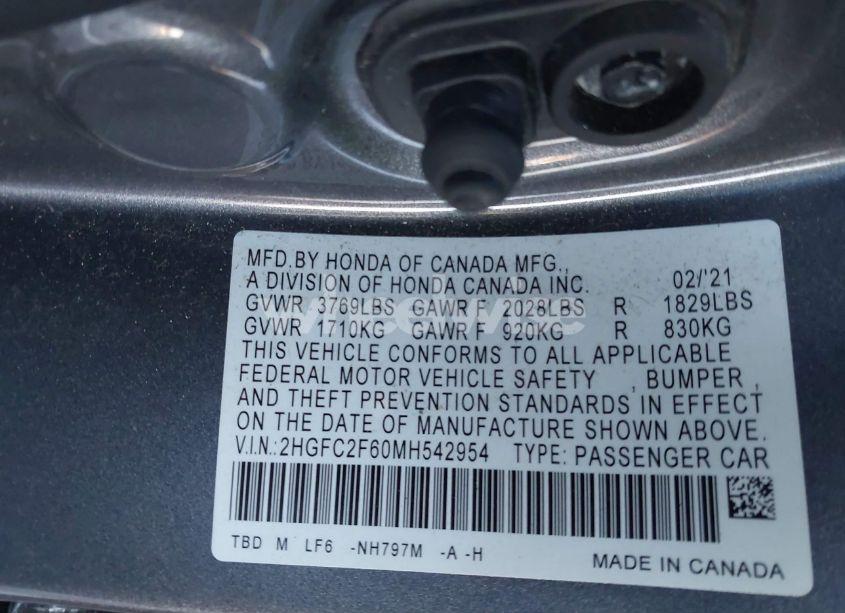 MFD.BY HONDA OF CANADA MFG.,
A DIVISION OF HONDA CANADA INC. 02/'21
GVWR 3769LBS GAWR F 2028LBS R 1829LBS
GVWR 1710KG GAWR F 920KG R 830KG
THIS VEHICLE CONFORMS TO ALL APPLICABLE
FEDERAL MOTOR VEHICLE SAFETY , BUMPER ,
AND THEFT PREVENTION STANDARDS IN EFFECT
ON THE DATE OF MANUFACTURE SHOWN ABOVE.
V.I.N.:2HGFC2F60MH542954 TYPE: PASSENGER CAR
TBD M LF6 -NH797M -A -H
MADE IN CANADA